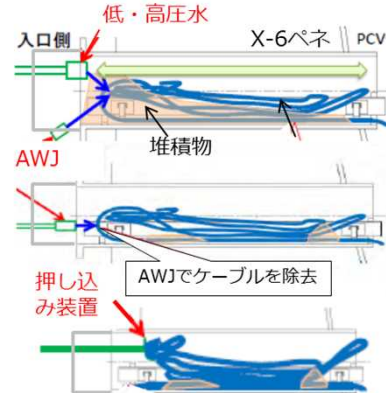 低・高圧水
入口側
X-6ペネ
PCV
堆積物
AWJ
AWJでケーブルを除去
押し込
み装置